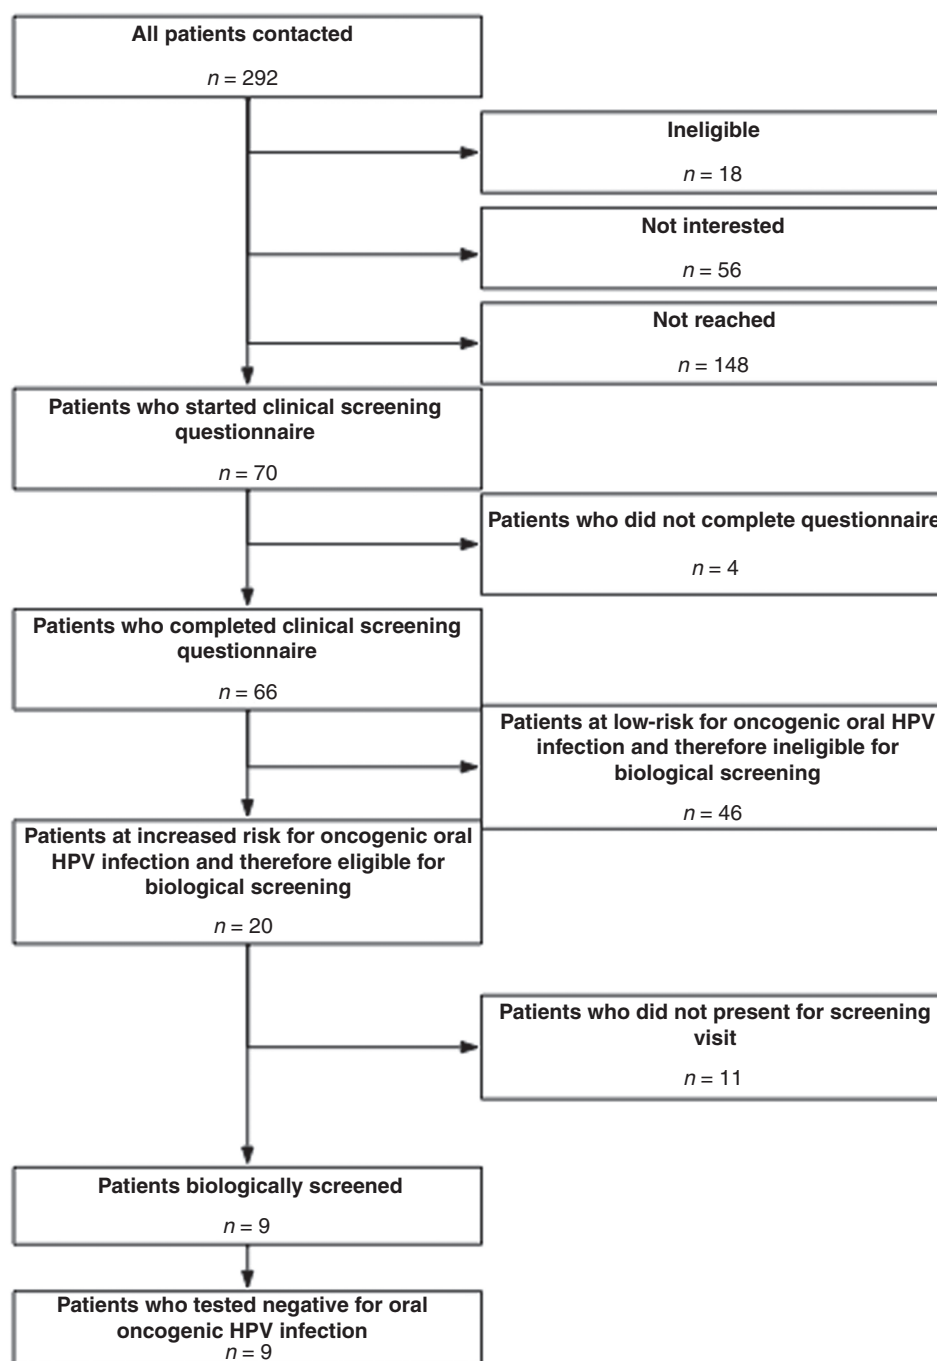 All patients contacted
n = 292
Ineligible
n = 18
Not interested
n = 56
Not reached
n = 148
Patients who started clinical screening
questionnaire
n = 70
Patients who did not complete questionnaire
n = 4
Patients who completed clinical screening
questionnaire
n = 66
Patients at low-risk for oncogenic oral HPV
infection and therefore ineligible for
biological screening
n = 46
Patients at increased risk for oncogenic oral
HPV infection and therefore eligible for
biological screening
n = 20
Patients who did not present for screening
visit
n = 11
Patients biologically screened
n = 9
Patients who tested negative for oral
oncogenic HPV infection
n = 9